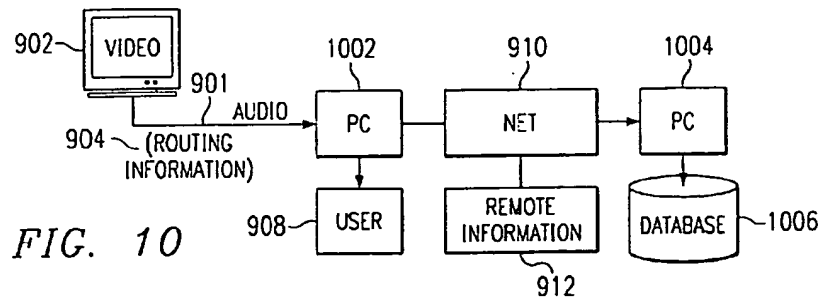 902
VIDEO
901
AUDIO
904
(ROUTING
INFORMATION)
1002
PC
908
USER
910
NET
REMOTE
INFORMATION
912
1004
PC
DATABASE
1006
FIG. 10